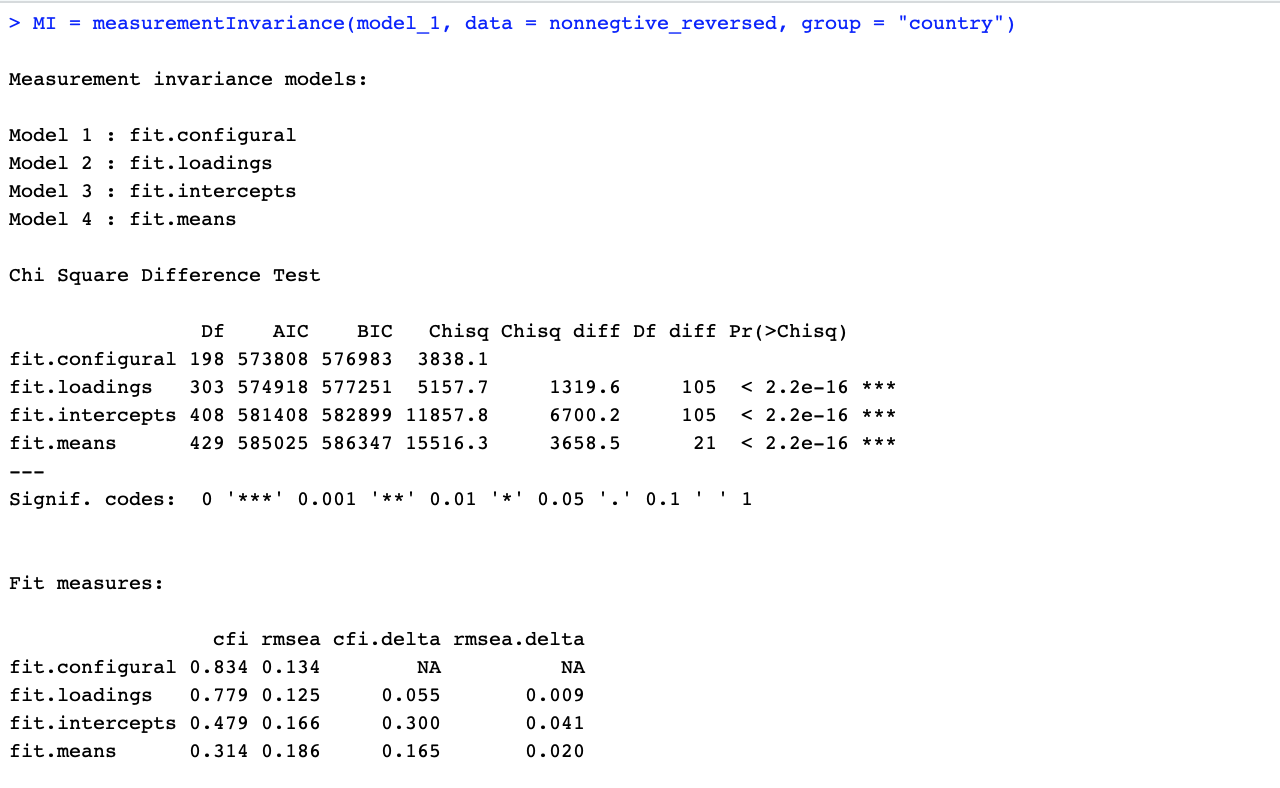 > MI = measurementInvariance(model_1, data = nonnegtive_reversed, group = "country")
Measurement invariance models:
Model 1 : fit.configural
Model 2 : fit.loadings
Model 3 : fit.intercepts
Model 4 : fit.means
Chi Square Difference Test
                Df    AIC    BIC   Chisq Chisq diff Df diff Pr(>Chisq)
fit.configural 198 573808 576983  3838.1
fit.loadings   303 574918 577251  5157.7     1319.6     105  < 2.2e-16 ***
fit.intercepts 408 581408 582899 11857.8     6700.2     105  < 2.2e-16 ***
fit.means      429 585025 586347 15516.3     3658.5      21  < 2.2e-16 ***
---
Signif. codes:  0 '***' 0.001 '**' 0.01 '*' 0.05 '.' 0.1 ' ' 1
Fit measures:
                 cfi rmsea cfi.delta rmsea.delta
fit.configural 0.834 0.134        NA          NA
fit.loadings   0.779 0.125     0.055       0.009
fit.intercepts 0.479 0.166     0.300       0.041
fit.means      0.314 0.186     0.165       0.020